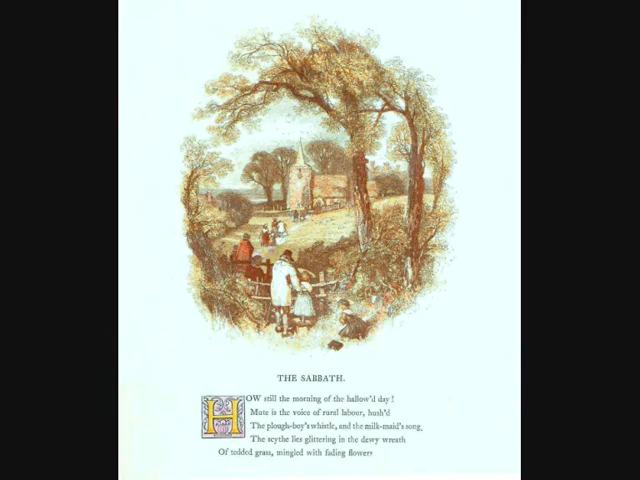 THE SABBATH.
HOW still the morning of the hallow'd day!
Mute is the voice of rural labour, hush'd
The plough-boy's whistle, and the milk-maid's song.
The scythe lies glittering in the dewy wreath
Of tedded grass, mingled with fading flowers